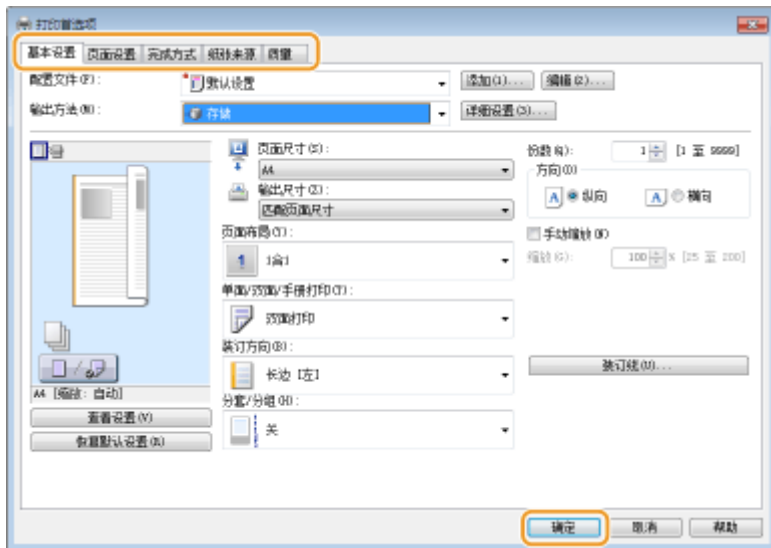 打印首选项
基本设置 页面设置 完成方式 纸张来源 质量
配置文件(F): 默认设置 添加(1)... 编辑(2)...
输出方法(M): 存储 详细设置(3)...
页面尺寸(S): 份数(Q): 1 [1 至 9999]
A4 方向(O)
输出尺寸(Z): A 纵向 A 横向
匹配页面尺寸
页面布局(Y): 手动缩放(N)
1 1合1 缩放(G): 100 % [25 至 200]
单面/双面/手册打印(T):
双面打印
装订方向(B):
长边 [左] 装订线(U)...
A4 [缩放: 自动] 分套/分组(H):
查看设置(V) 关
恢复默认设置(R)
确定 取消 帮助